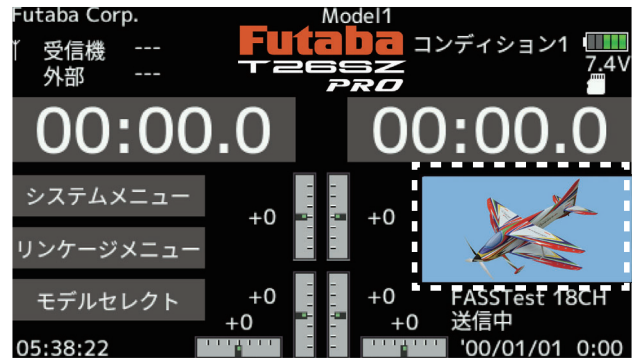 Futaba Corp.
Model1
受信機 ---
外部 ---
Futaba
T26SZ
PRO
コンディション1
7.4V
00:00.0
00:00.0
システムメニュー
リンケージメニュー
モデルセレクト
+0
+0
+0
+0
+0
+0
FASSTest 18CH
送信中
05:38:22
'00/01/01 0:00